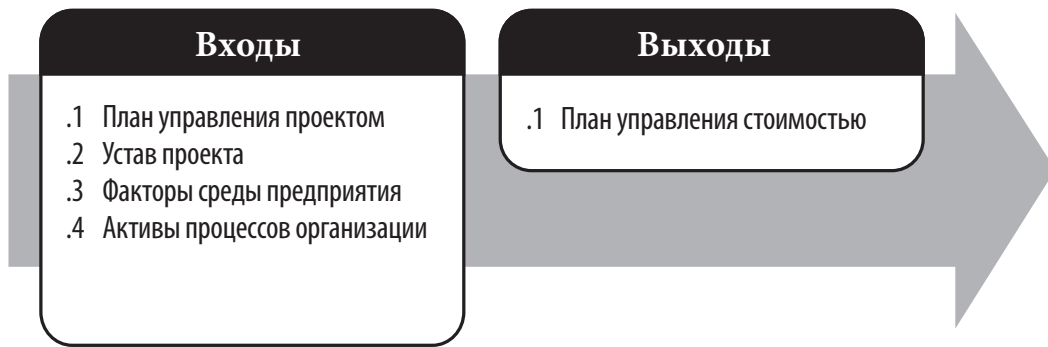 Входы
.1 План управления проектом
.2 Устав проекта
.3 Факторы среды предприятия
.4 Активы процессов организации
Выходы
.1 План управления стоимостью